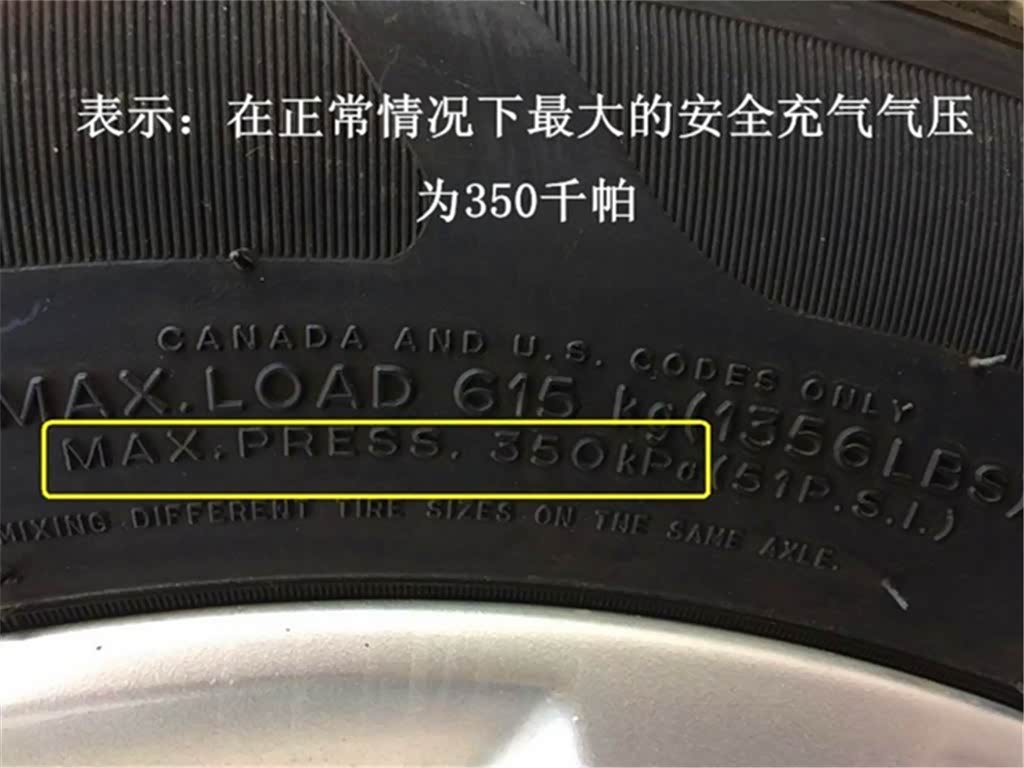 表示：在正常情况下最大的安全充气气压
为350千帕
CANADA AND U.S. CODES ONLY
MAX.LOAD 615 kg(1356LBS)
MAX.PRESS. 350kPa(51P.S.I.)
MIXING DIFFERENT TIRE SIZES ON THE SAME AXLE.